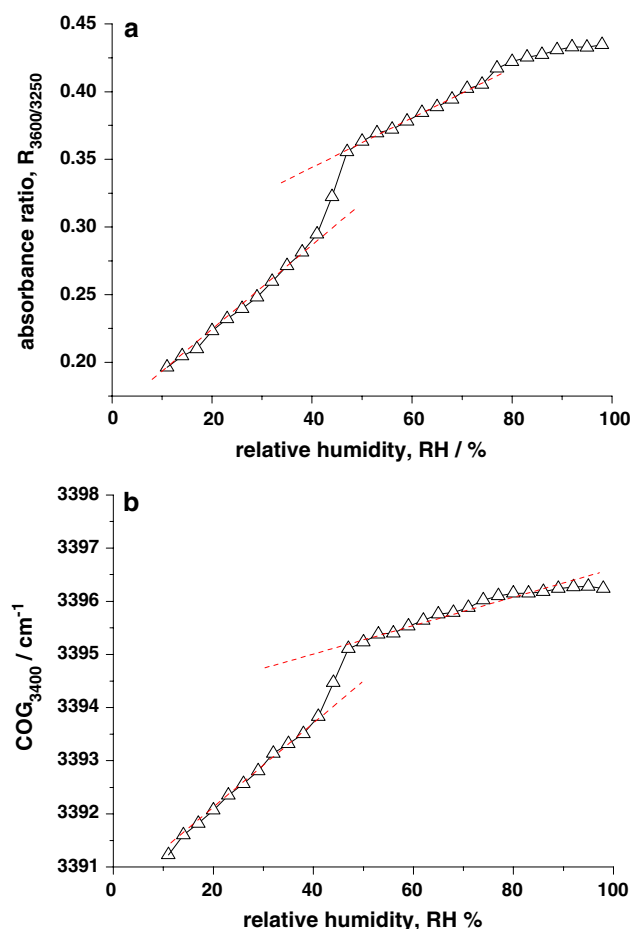 a
0.45
0.40
0.35
0.30
0.25
0.20
absorbance ratio, R3600/3250
0 20 40 60 80 100
relative humidity, RH / %
b
3398
3397
3396
3395
3394
3393
3392
3391
COG3400 / cm-1
0 20 40 60 80 100
relative humidity, RH %